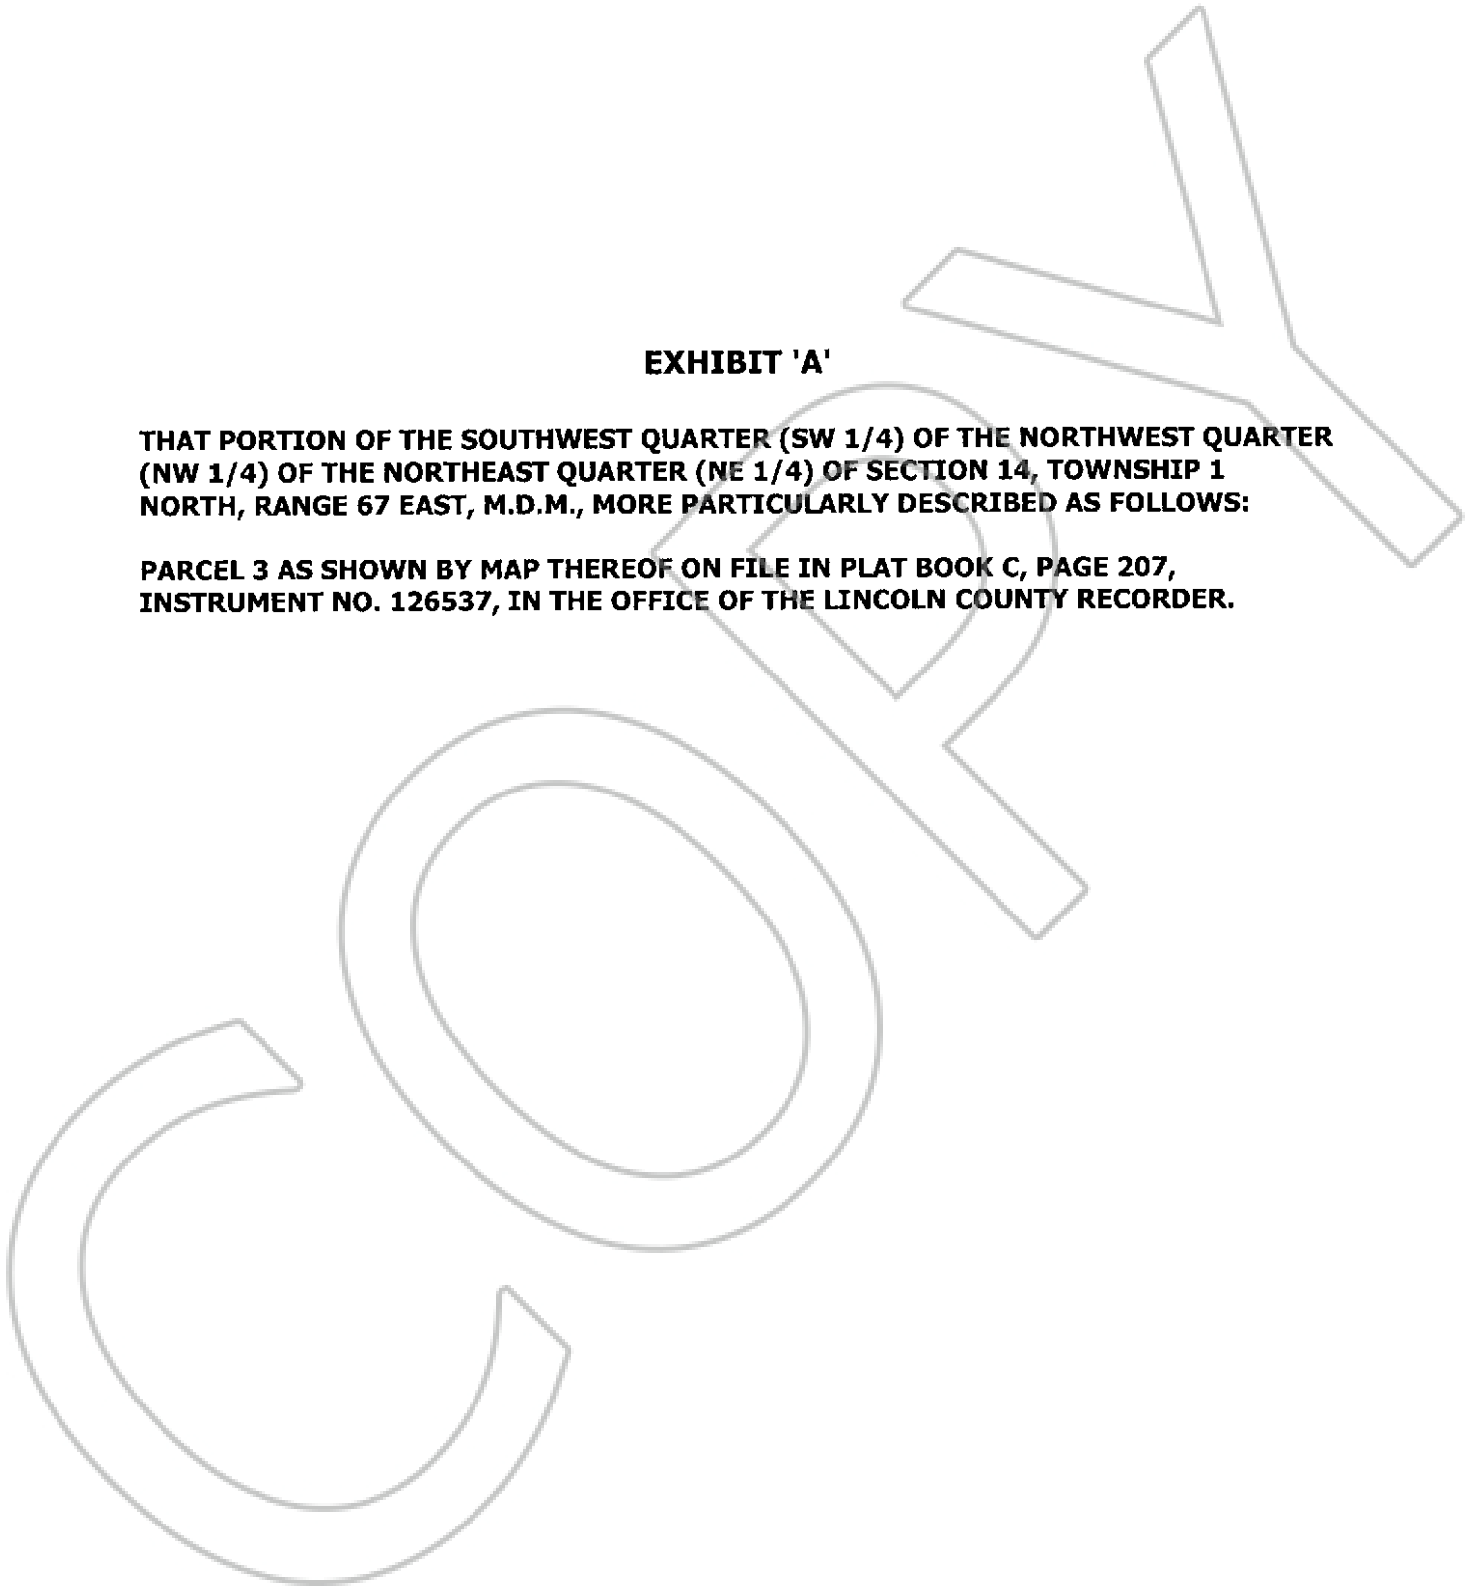 EXHIBIT 'A'
THAT PORTION OF THE SOUTHWEST QUARTER (SW 1/4) OF THE NORTHWEST QUARTER
(NW 1/4) OF THE NORTHEAST QUARTER (NE 1/4) OF SECTION 14, TOWNSHIP 1
NORTH, RANGE 67 EAST, M.D.M., MORE PARTICULARLY DESCRIBED AS FOLLOWS:
PARCEL 3 AS SHOWN BY MAP THEREOF ON FILE IN PLAT BOOK C, PAGE 207,
INSTRUMENT NO. 126537, IN THE OFFICE OF THE LINCOLN COUNTY RECORDER.
COPY